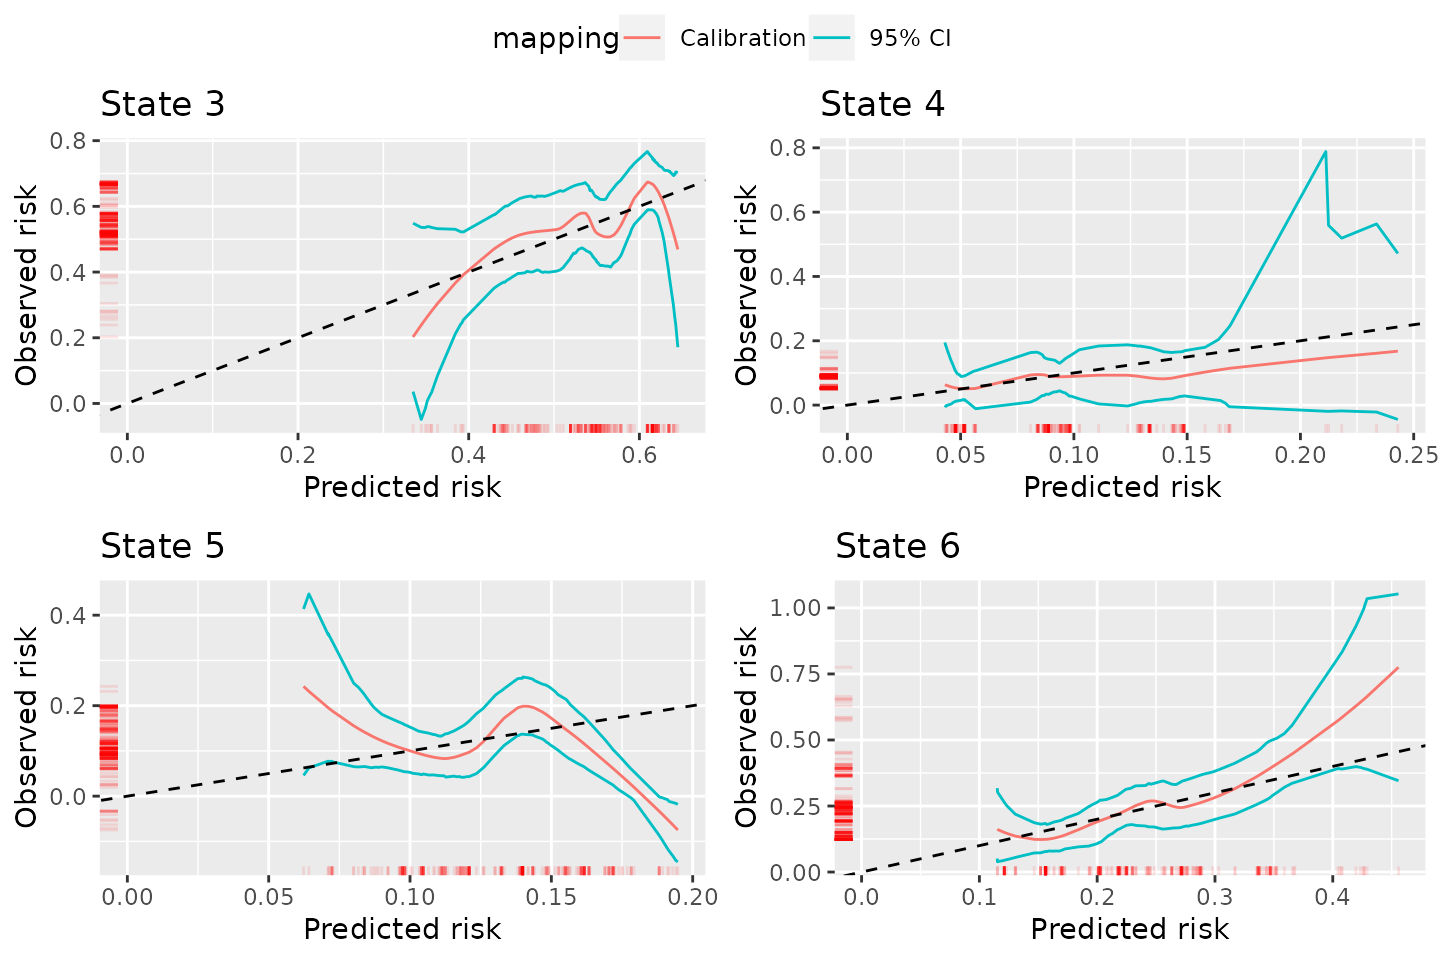 mapping Calibration 95% CI
State 3
Observed risk
0.8
0.6
0.4
0.2
0.0
0.0 0.2 0.4 0.6
Predicted risk
State 4
Observed risk
0.8
0.6
0.4
0.2
0.0
0.00 0.05 0.10 0.15 0.20 0.25
Predicted risk
State 5
Observed risk
0.4
0.2
0.0
0.00 0.05 0.10 0.15 0.20
Predicted risk
State 6
Observed risk
1.00
0.75
0.50
0.25
0.00
0.0 0.1 0.2 0.3 0.4
Predicted risk